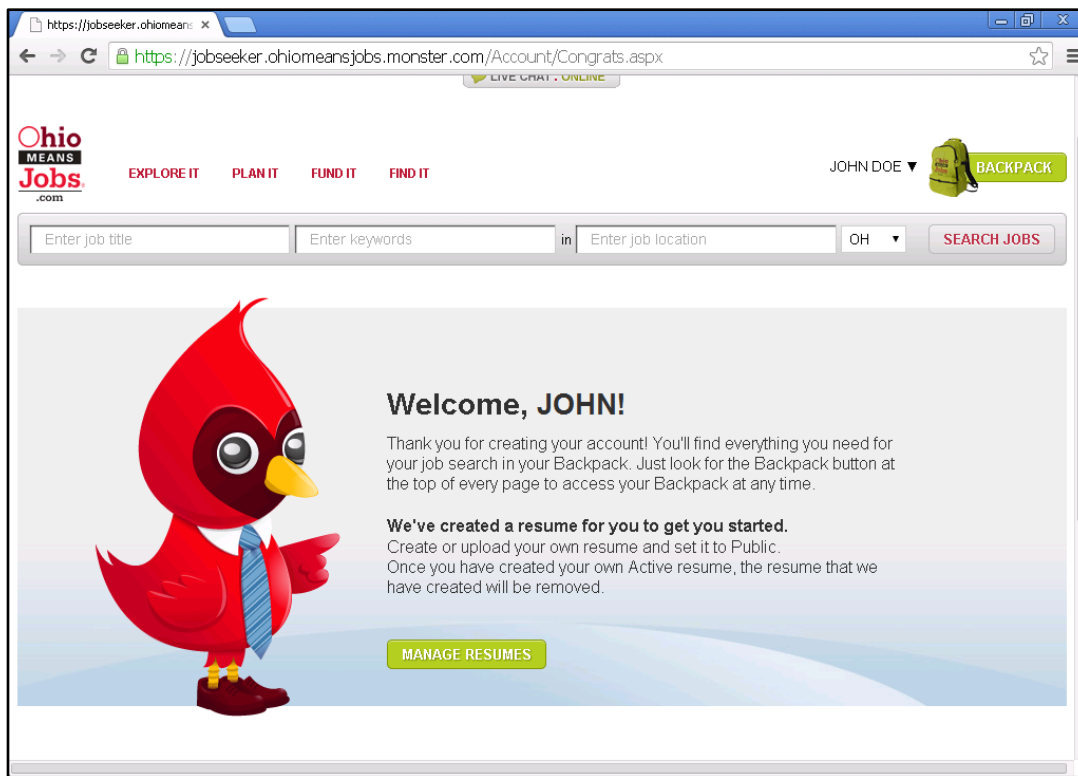 https://jobseeker.ohiomeans
https://jobseeker.ohiomeansjobs.monster.com/Account/Congrats.aspx
LIVE CHAT . ONLINE
Ohio
MEANS
Jobs.
.com
EXPLORE IT PLAN IT FUND IT FIND IT
JOHN DOE ▼
BACKPACK
Enter job title Enter keywords in Enter job location OH ▼ SEARCH JOBS
Welcome, JOHN!
Thank you for creating your account! You'll find everything you need for
your job search in your Backpack. Just look for the Backpack button at
the top of every page to access your Backpack at any time.
We've created a resume for you to get you started.
Create or upload your own resume and set it to Public.
Once you have created your own Active resume, the resume that we
have created will be removed.
MANAGE RESUMES